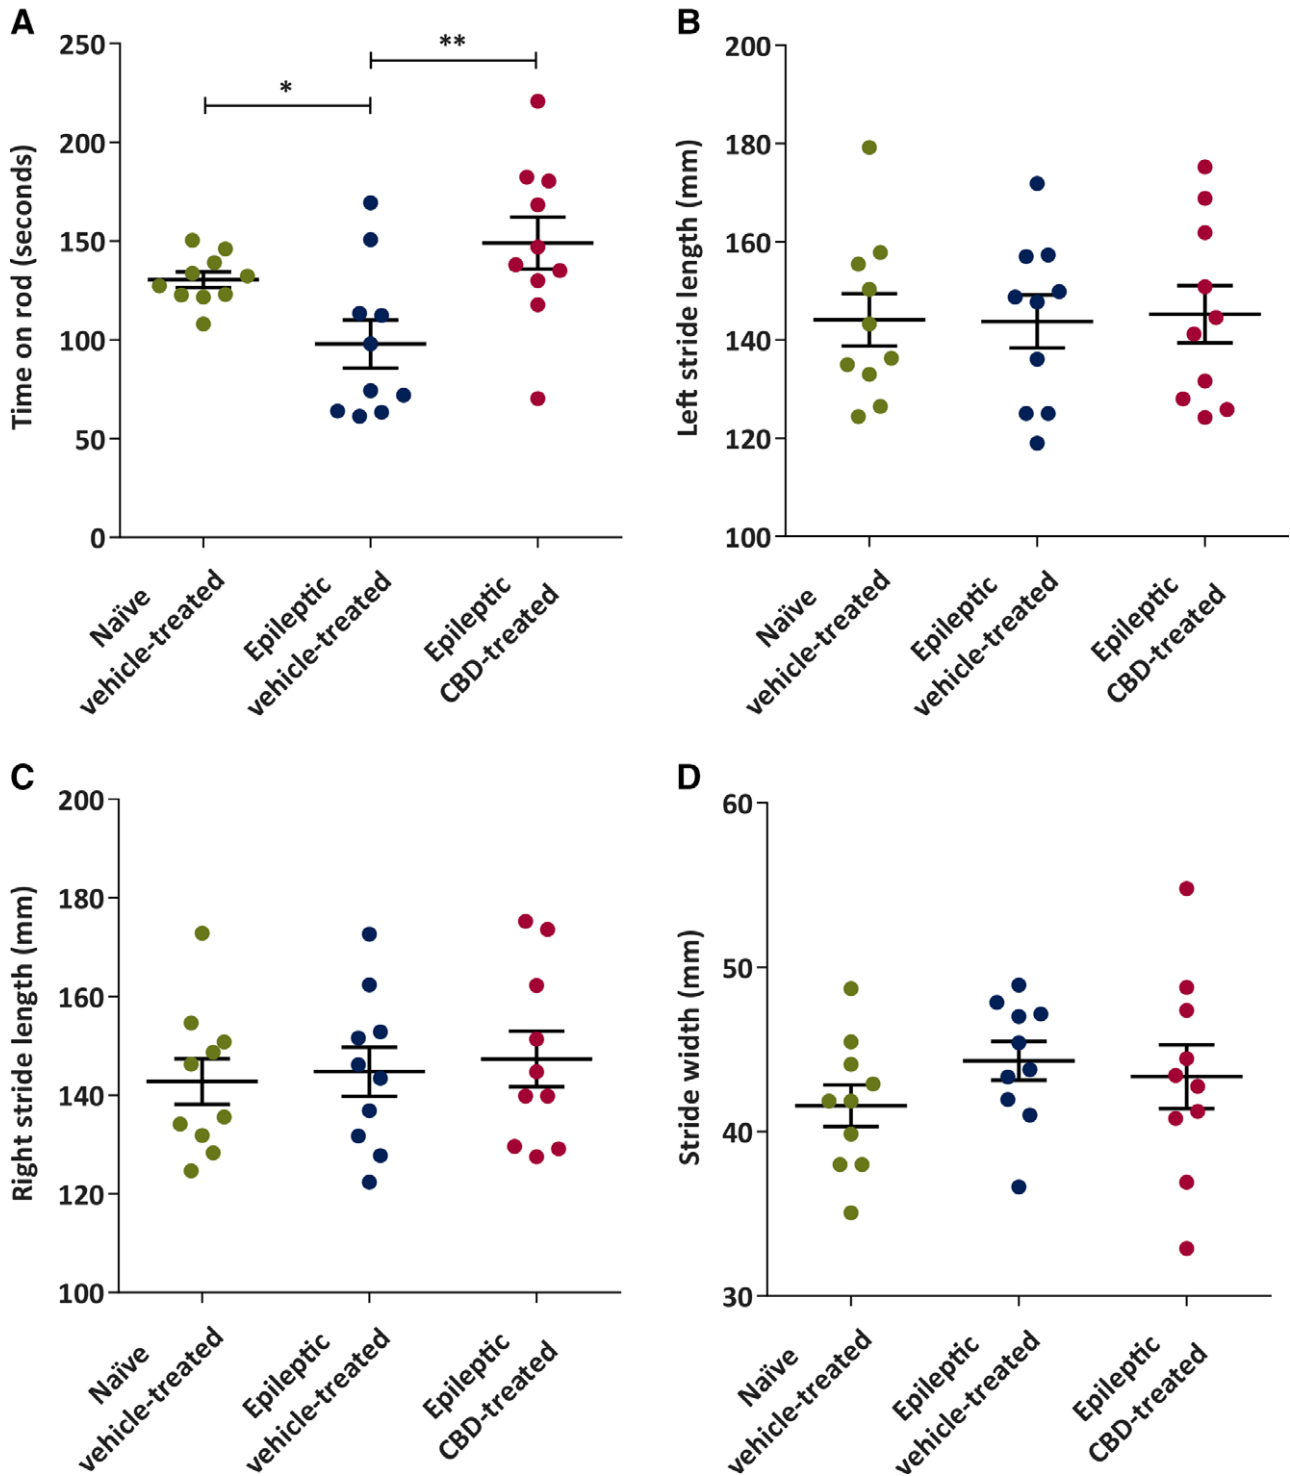 A
250
200
150
100
50
0
Time on rod (seconds)
*
**
Naïve
vehicle-treated
Epileptic
vehicle-treated
Epileptic
CBD-treated
B
200
180
160
140
120
100
Left stride length (mm)
Naïve
vehicle-treated
Epileptic
vehicle-treated
Epileptic
CBD-treated
C
200
180
160
140
120
100
Right stride length (mm)
Naïve
vehicle-treated
Epileptic
vehicle-treated
Epileptic
CBD-treated
D
60
50
40
30
Stride width (mm)
Naïve
vehicle-treated
Epileptic
vehicle-treated
Epileptic
CBD-treated